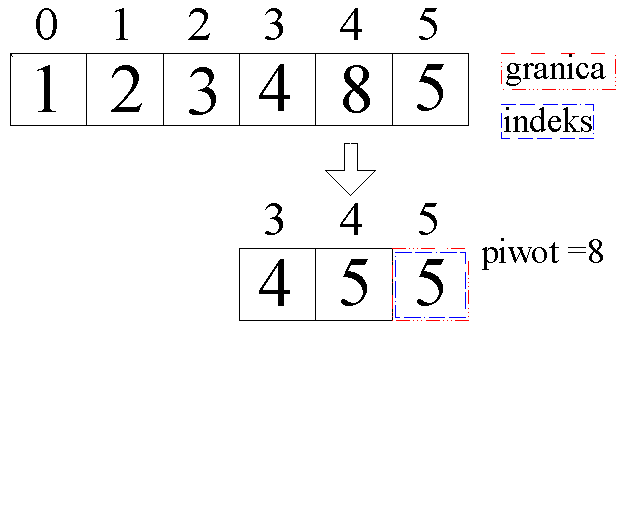 0 1 2 3 4 5
1 2 3 4 8 5
granica
indeks
3 4 5
4 5 5
piwot =8